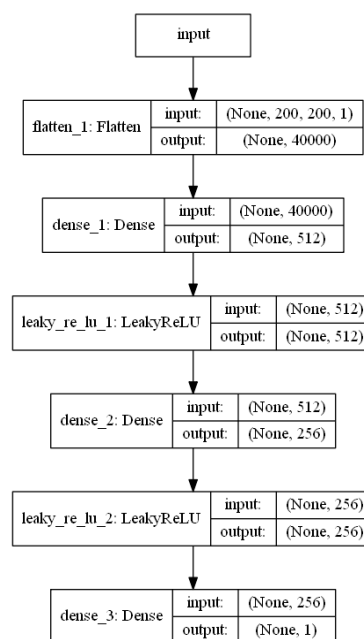 input
flatten_1: Flatten
input: (None, 200, 200, 1)
output: (None, 40000)
dense_1: Dense
input: (None, 40000)
output: (None, 512)
leaky_re_lu_1: LeakyReLU
input: (None, 512)
output: (None, 512)
dense_2: Dense
input: (None, 512)
output: (None, 256)
leaky_re_lu_2: LeakyReLU
input: (None, 256)
output: (None, 256)
dense_3: Dense
input: (None, 256)
output: (None, 1)